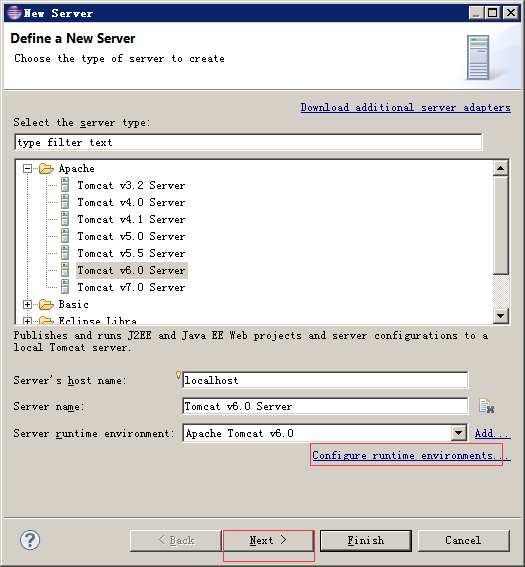 New Server
Define a New Server
Choose the type of server to create
Download additional server adapters
Select the server type:
type filter text
Apache
Tomcat v3.2 Server
Tomcat v4.0 Server
Tomcat v4.1 Server
Tomcat v5.0 Server
Tomcat v5.5 Server
Tomcat v6.0 Server
Tomcat v7.0 Server
Basic
Eclipse Libra
Publishes and runs J2EE and Java EE Web projects and server configurations to a
local Tomcat server.
Server's host name: localhost
Server name: Tomcat v6.0 Server
Server runtime environment: Apache Tomcat v6.0 Add...
Configure runtime environments...
? < Back Next > Finish Cancel